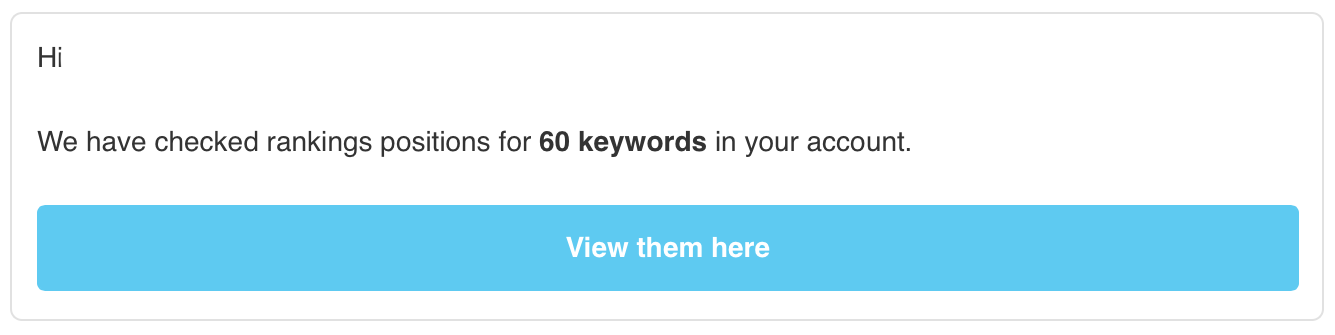 Hi
We have checked rankings positions for 60 keywords in your account.
View them here